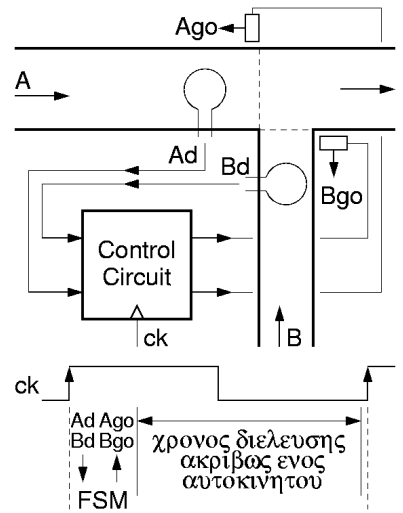 Ago
A
Ad
Bd
Bgo
Control
Circuit
ck
B
ck
Ad Ago
Bd Bgo
FSM
χρονος διελευσης
ακριβως ενος
αυτοκινητου